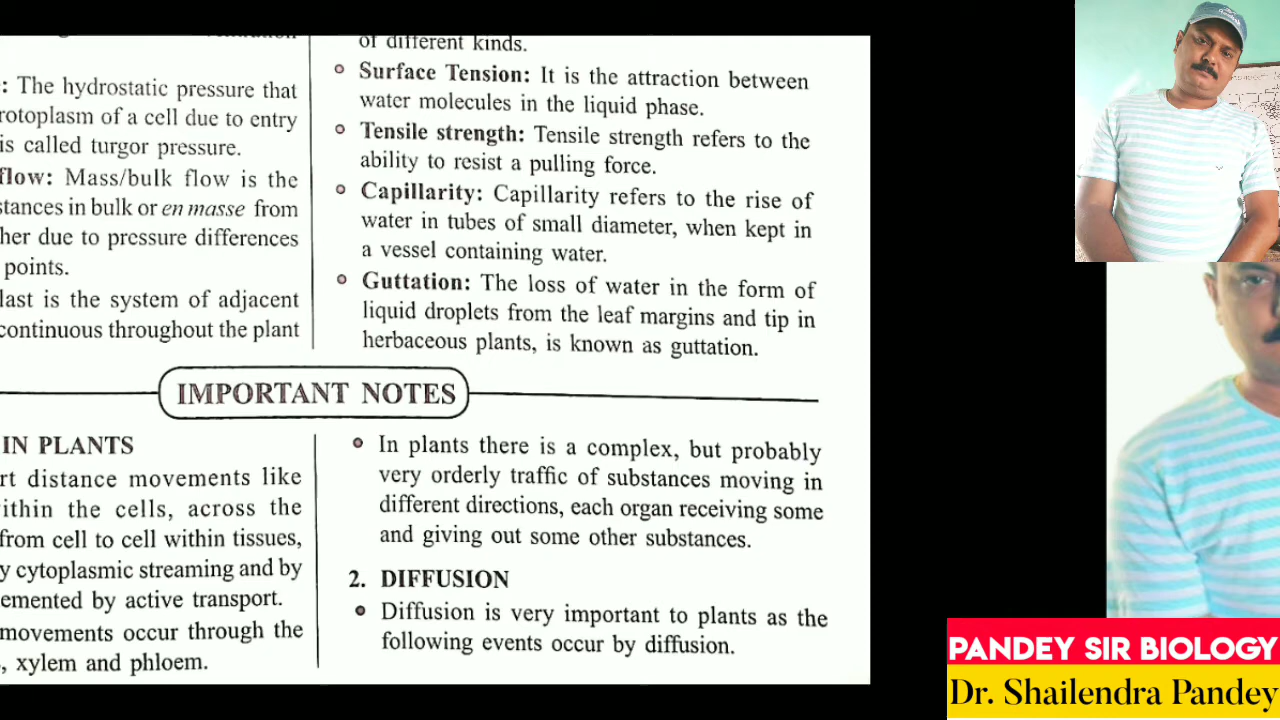 : The hydrostatic pressure that
rotoplasm of a cell due to entry
is called turgor pressure.
flow: Mass/bulk flow is the
stances in bulk or en masse from
her due to pressure differences
points.
last is the system of adjacent
continuous throughout the plant
of different kinds.
Surface Tension: It is the attraction between
water molecules in the liquid phase.
Tensile strength: Tensile strength refers to the
ability to resist a pulling force.
Capillarity: Capillarity refers to the rise of
water in tubes of small diameter, when kept in
a vessel containing water.
Guttation: The loss of water in the form of
liquid droplets from the leaf margins and tip in
herbaceous plants, is known as guttation.
IMPORTANT NOTES
IN PLANTS
rt distance movements like
ithin the cells, across the
from cell to cell within tissues,
y cytoplasmic streaming and by
emented by active transport.
movements occur through the
, xylem and phloem.
In plants there is a complex, but probably
very orderly traffic of substances moving in
different directions, each organ receiving some
and giving out some other substances.
2. DIFFUSION
Diffusion is very important to plants as the
following events occur by diffusion.
PANDEY SIR BIOLOGY
Dr. Shailendra Pandey